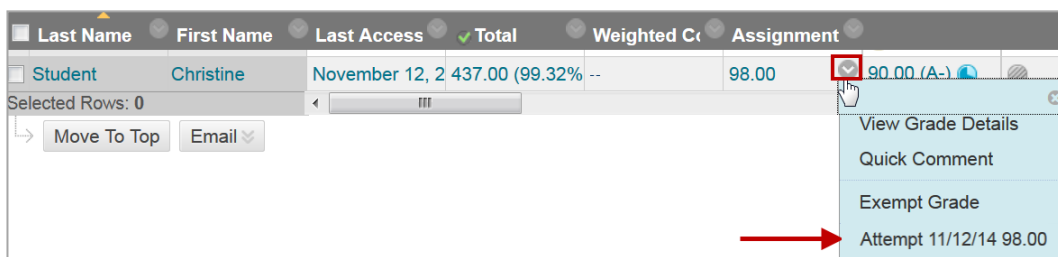 Last Name First Name Last Access Total Weighted Co Assignment
Student Christine November 12, 2 437.00 (99.32% -- 98.00 90.00 (A-)
Selected Rows: 0
Move To Top Email
View Grade Details
Quick Comment
Exempt Grade
Attempt 11/12/14 98.00